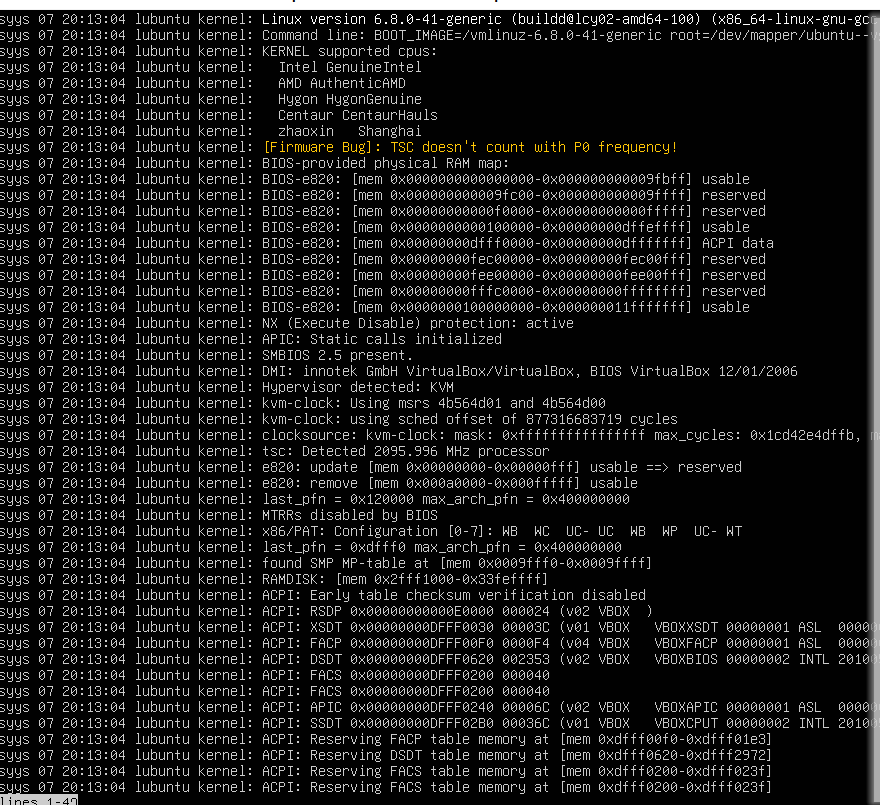 syys 07 20:13:04 lubuntu kernel: Linux version 6.8.0-41-generic (buildd@lcy02-amd64-100) (x86_64-linux-gnu-gcc
syys 07 20:13:04 lubuntu kernel: Command line: BOOT_IMAGE=/vmlinuz-6.8.0-41-generic root=/dev/mapper/ubuntu--v
syys 07 20:13:04 lubuntu kernel: KERNEL supported cpus:
syys 07 20:13:04 lubuntu kernel:   Intel GenuineIntel
syys 07 20:13:04 lubuntu kernel:   AMD AuthenticAMD
syys 07 20:13:04 lubuntu kernel:   Hygon HygonGenuine
syys 07 20:13:04 lubuntu kernel:   Centaur CentaurHauls
syys 07 20:13:04 lubuntu kernel:   zhaoxin   Shanghai
syys 07 20:13:04 lubuntu kernel: [Firmware Bug]: TSC doesn't count with P0 frequency!
syys 07 20:13:04 lubuntu kernel: BIOS-provided physical RAM map:
syys 07 20:13:04 lubuntu kernel: BIOS-e820: [mem 0x0000000000000000-0x000000000009fbff] usable
syys 07 20:13:04 lubuntu kernel: BIOS-e820: [mem 0x000000000009fc00-0x000000000009ffff] reserved
syys 07 20:13:04 lubuntu kernel: BIOS-e820: [mem 0x00000000000f0000-0x00000000000fffff] reserved
syys 07 20:13:04 lubuntu kernel: BIOS-e820: [mem 0x0000000000100000-0x00000000dffeffff] usable
syys 07 20:13:04 lubuntu kernel: BIOS-e820: [mem 0x00000000dfff0000-0x00000000dfffffff] ACPI data
syys 07 20:13:04 lubuntu kernel: BIOS-e820: [mem 0x00000000fec00000-0x00000000fec00fff] reserved
syys 07 20:13:04 lubuntu kernel: BIOS-e820: [mem 0x00000000fee00000-0x00000000fee00fff] reserved
syys 07 20:13:04 lubuntu kernel: BIOS-e820: [mem 0x00000000fffc0000-0x00000000ffffffff] reserved
syys 07 20:13:04 lubuntu kernel: BIOS-e820: [mem 0x0000000100000000-0x000000011fffffff] usable
syys 07 20:13:04 lubuntu kernel: NX (Execute Disable) protection: active
syys 07 20:13:04 lubuntu kernel: APIC: Static calls initialized
syys 07 20:13:04 lubuntu kernel: SMBIOS 2.5 present.
syys 07 20:13:04 lubuntu kernel: DMI: innotek GmbH VirtualBox/VirtualBox, BIOS VirtualBox 12/01/2006
syys 07 20:13:04 lubuntu kernel: Hypervisor detected: KVM
syys 07 20:13:04 lubuntu kernel: kvm-clock: Using msrs 4b564d01 and 4b564d00
syys 07 20:13:04 lubuntu kernel: kvm-clock: using sched offset of 877316683719 cycles
syys 07 20:13:04 lubuntu kernel: clocksource: kvm-clock: mask: 0xffffffffffffffff max_cycles: 0x1cd42e4dffb, m
syys 07 20:13:04 lubuntu kernel: tsc: Detected 2095.996 MHz processor
syys 07 20:13:04 lubuntu kernel: e820: update [mem 0x00000000-0x00000fff] usable ==> reserved
syys 07 20:13:04 lubuntu kernel: e820: remove [mem 0x000a0000-0x000fffff] usable
syys 07 20:13:04 lubuntu kernel: last_pfn = 0x120000 max_arch_pfn = 0x400000000
syys 07 20:13:04 lubuntu kernel: MTRRs disabled by BIOS
syys 07 20:13:04 lubuntu kernel: x86/PAT: Configuration [0-7]: WB  WC  UC- UC  WB  WP  UC- WT
syys 07 20:13:04 lubuntu kernel: last_pfn = 0xdfff0 max_arch_pfn = 0x400000000
syys 07 20:13:04 lubuntu kernel: found SMP MP-table at [mem 0x0009fff0-0x0009ffff]
syys 07 20:13:04 lubuntu kernel: RAMDISK: [mem 0x2fff1000-0x33feffff]
syys 07 20:13:04 lubuntu kernel: ACPI: Early table checksum verification disabled
syys 07 20:13:04 lubuntu kernel: ACPI: RSDP 0x00000000000E0000 000024 (v02 VBOX  )
syys 07 20:13:04 lubuntu kernel: ACPI: XSDT 0x00000000DFFF0030 00003C (v01 VBOX   VBOXXSDT 00000001 ASL  0000
syys 07 20:13:04 lubuntu kernel: ACPI: FACP 0x00000000DFFF00F0 0000F4 (v04 VBOX   VBOXFACP 00000001 ASL  0000
syys 07 20:13:04 lubuntu kernel: ACPI: DSDT 0x00000000DFFF0620 002353 (v02 VBOX   VBOXBIOS 00000002 INTL 20100
syys 07 20:13:04 lubuntu kernel: ACPI: FACS 0x00000000DFFF0200 000040
syys 07 20:13:04 lubuntu kernel: ACPI: FACS 0x00000000DFFF0200 000040
syys 07 20:13:04 lubuntu kernel: ACPI: APIC 0x00000000DFFF0240 00006C (v02 VBOX   VBOXAPIC 00000001 ASL  0000
syys 07 20:13:04 lubuntu kernel: ACPI: SSDT 0x00000000DFFF02B0 00036C (v01 VBOX   VBOXCPUT 00000002 INTL 20100
syys 07 20:13:04 lubuntu kernel: ACPI: Reserving FACP table memory at [mem 0xdfff00f0-0xdfff01e3]
syys 07 20:13:04 lubuntu kernel: ACPI: Reserving DSDT table memory at [mem 0xdfff0620-0xdfff2972]
syys 07 20:13:04 lubuntu kernel: ACPI: Reserving FACS table memory at [mem 0xdfff0200-0xdfff023f]
syys 07 20:13:04 lubuntu kernel: ACPI: Reserving FACS table memory at [mem 0xdfff0200-0xdfff023f]
lines 1-49